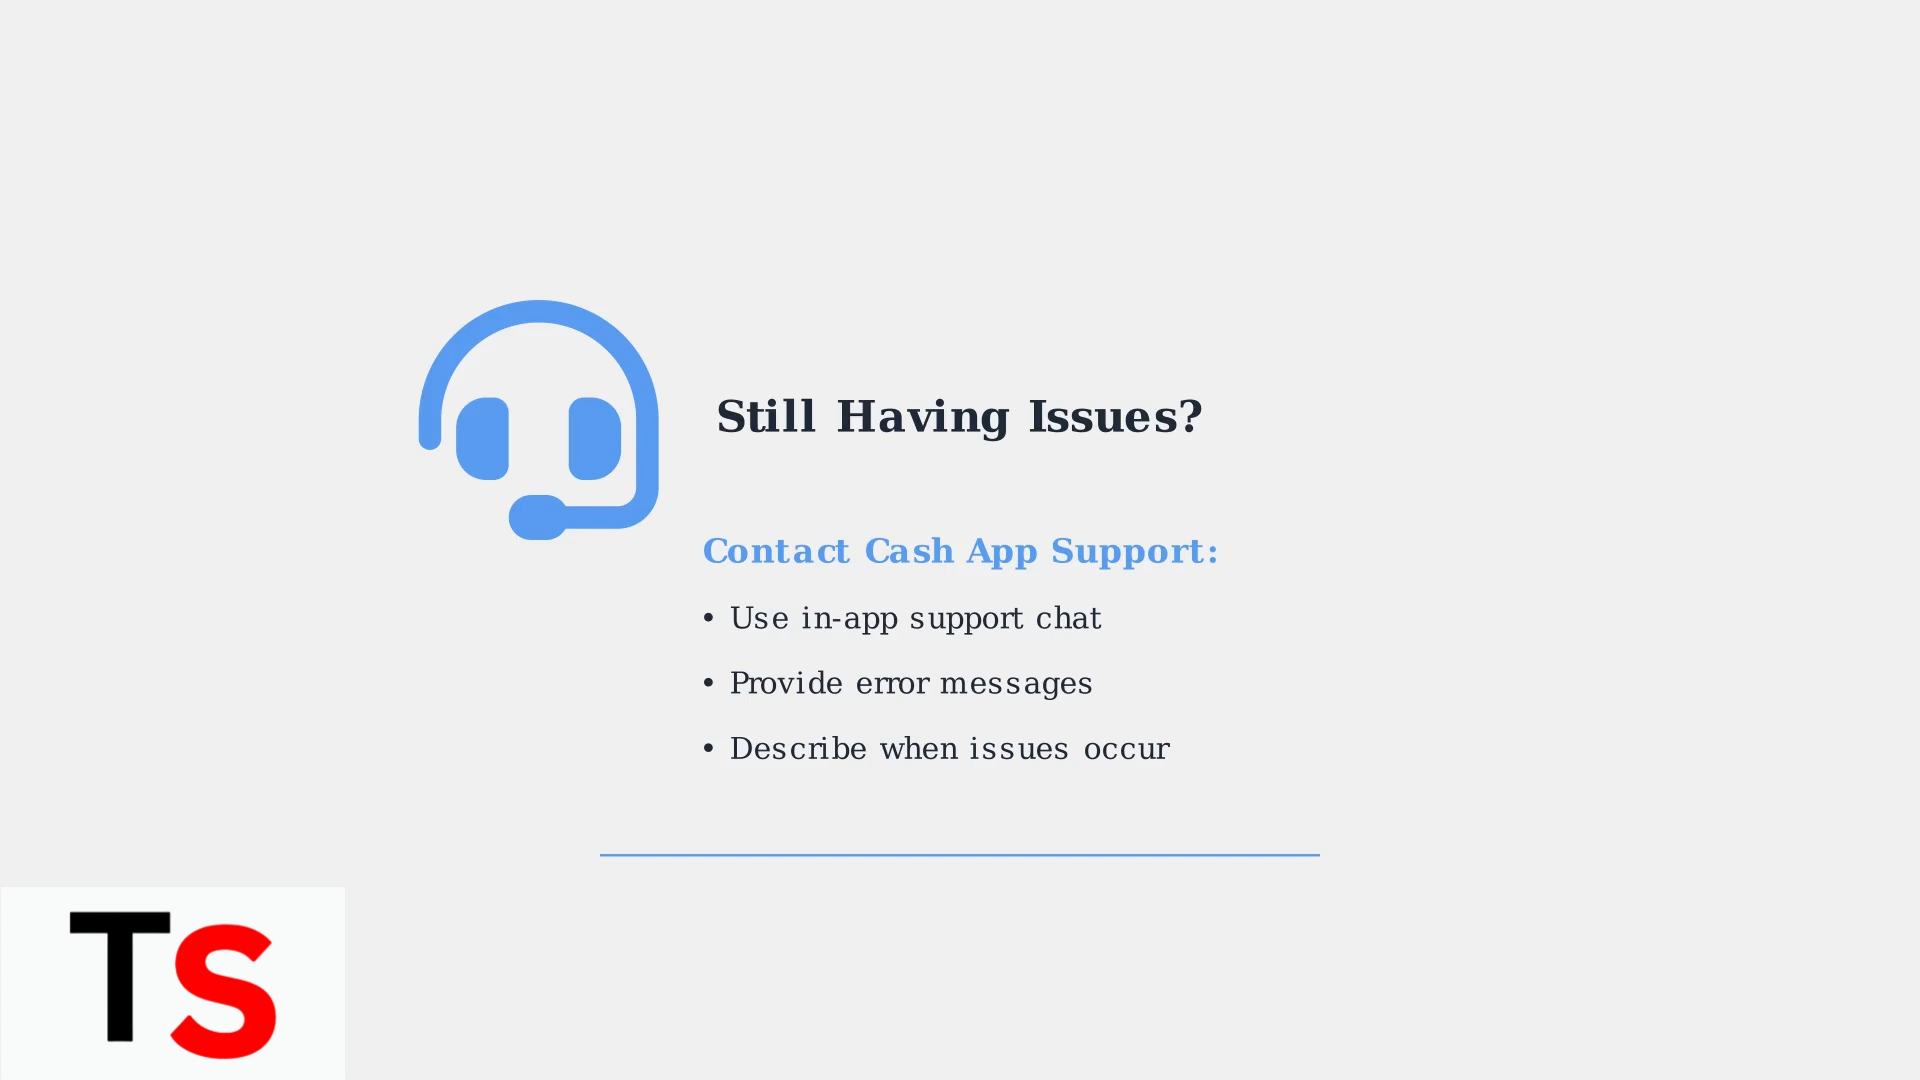 Still Having Issues?
Contact Cash App Support:
• Use in-app support chat
• Provide error messages
• Describe when issues occur
TS